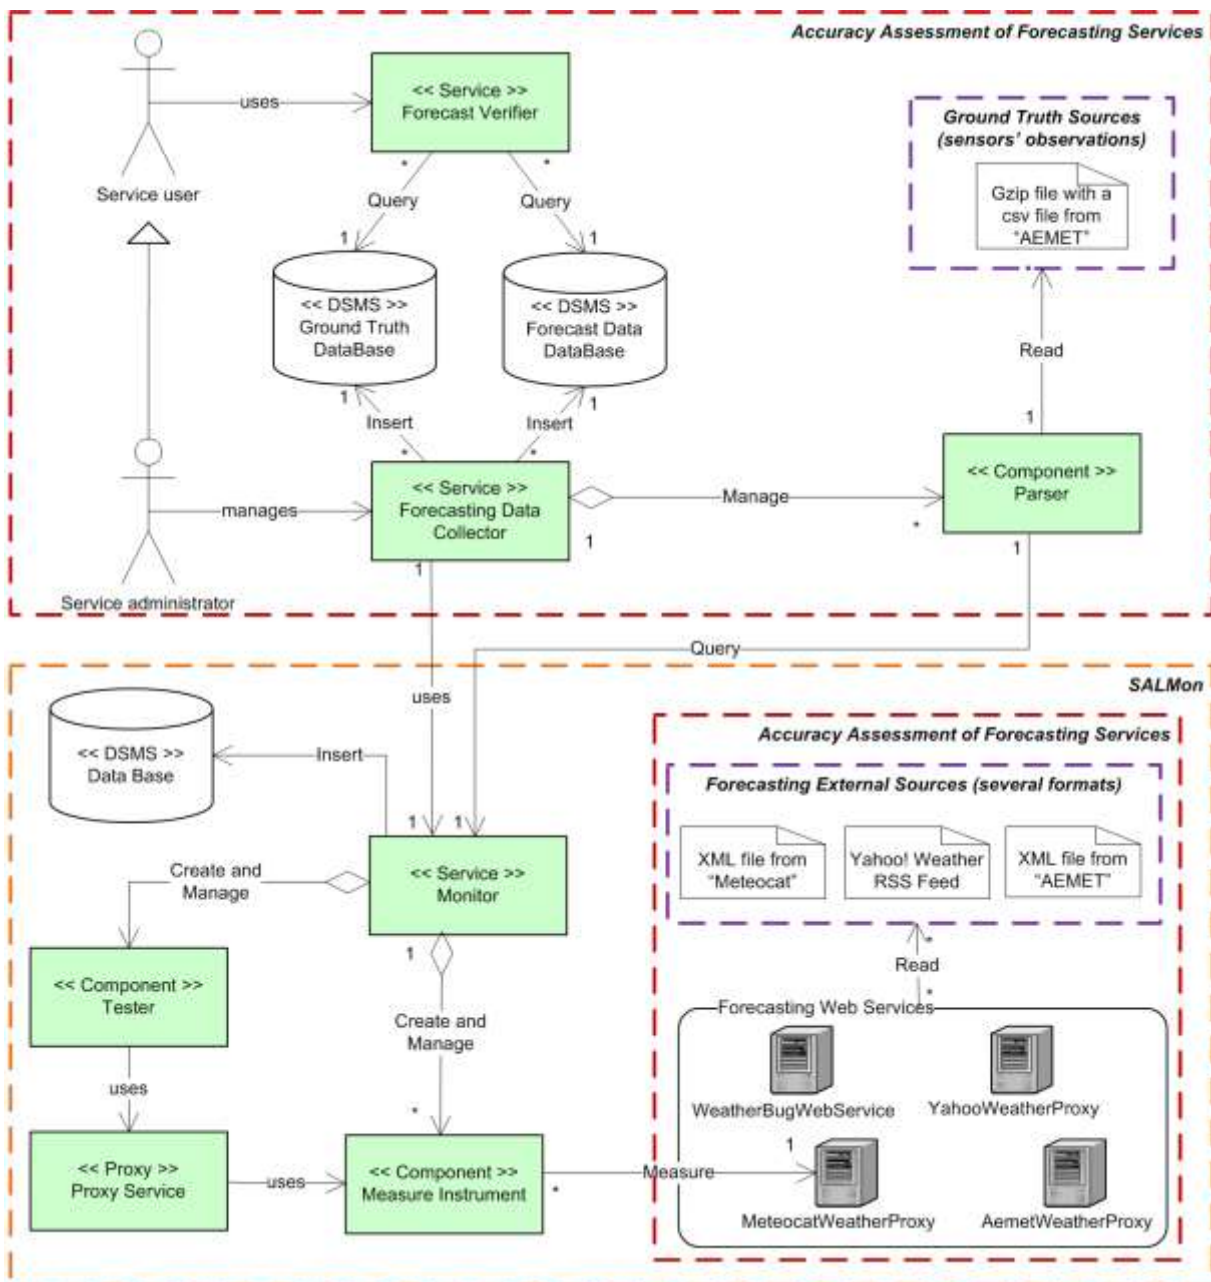 Accuracy Assessment of Forecasting Services
<< Service >>
Forecast Verifier
uses
Ground Truth Sources
(sensors' observations)
Gzip file with a
csv file from
"AEMET"
Service user
*
*
Query
Query
1
1
<< DSMS >>
Ground Truth
DataBase
<< DSMS >>
Forecast Data
DataBase
*
Read
1
1
1
Insert
Insert
*
*
<< Service >>
Forecasting Data
Collector
manages
Manage
1
*
<< Component >>
Parser
1
1
Service administrator
Query
uses
SALMon
<< DSMS >>
Data Base
Insert
1
1
Accuracy Assessment of Forecasting Services
Forecasting External Sources (several formats)
XML file from
"Meteocat"
Yahoo! Weather
RSS Feed
XML file from
"AEMET"
<< Service >>
Monitor
Create and
Manage
1
*
Read
*
<< Component >>
Tester
Create and
Manage
*
Forecasting Web Services
WeatherBugWebService
YahooWeatherProxy
uses
<< Proxy >>
Proxy Service
uses
<< Component >>
Measure Instrument
*
Measure
1
MeteocatWeatherProxy
AemetWeatherProxy